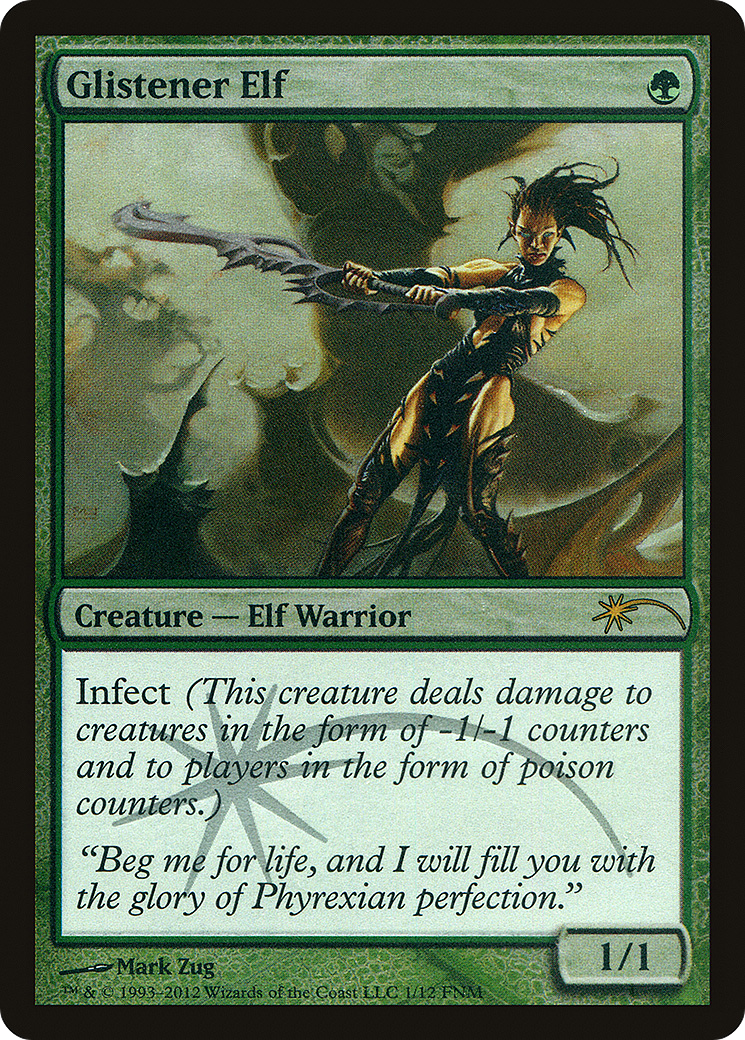 Glistener Elf
Creature — Elf Warrior
Infect (This creature deals damage to
creatures in the form of -1/-1 counters
and to players in the form of poison
counters.)
“Beg me for life, and I will fill you with
the glory of Phyrexian perfection.”
1/1
Mark Zug
™ & © 1993–2012 Wizards of the Coast LLC 1/12 FNM